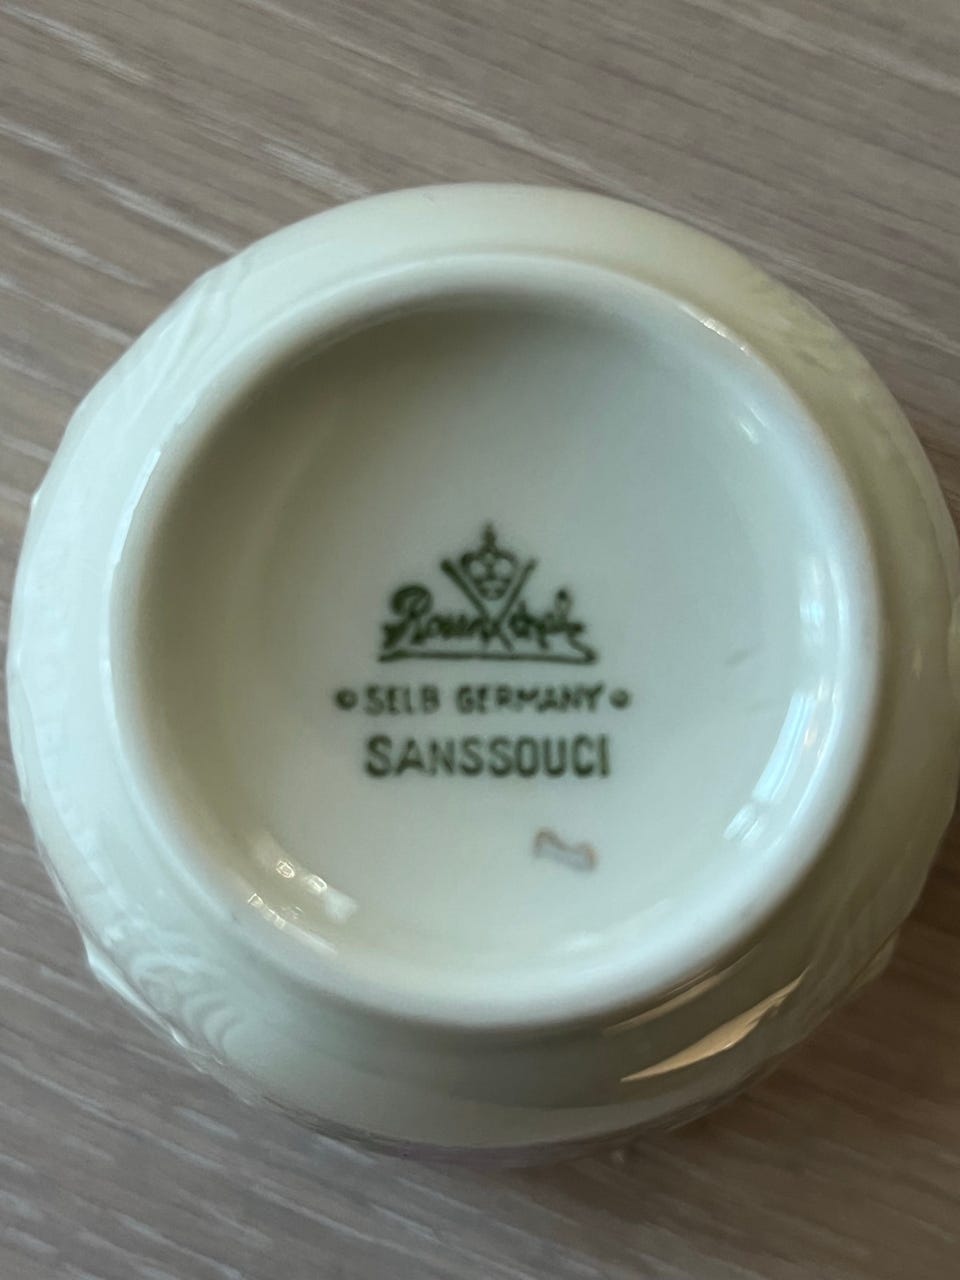 Rosenthal
SELB GERMANY
SANSSOUCI